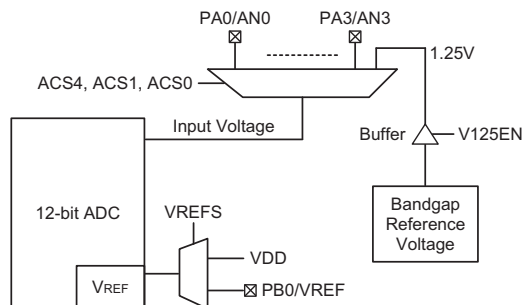 PA0/AN0
PA3/AN3
1.25V
ACS4, ACS1, ACS0
Input Voltage
Buffer
V125EN
12-bit ADC
VREFS
Bandgap
Reference
Voltage
VDD
VREF
PB0/VREF